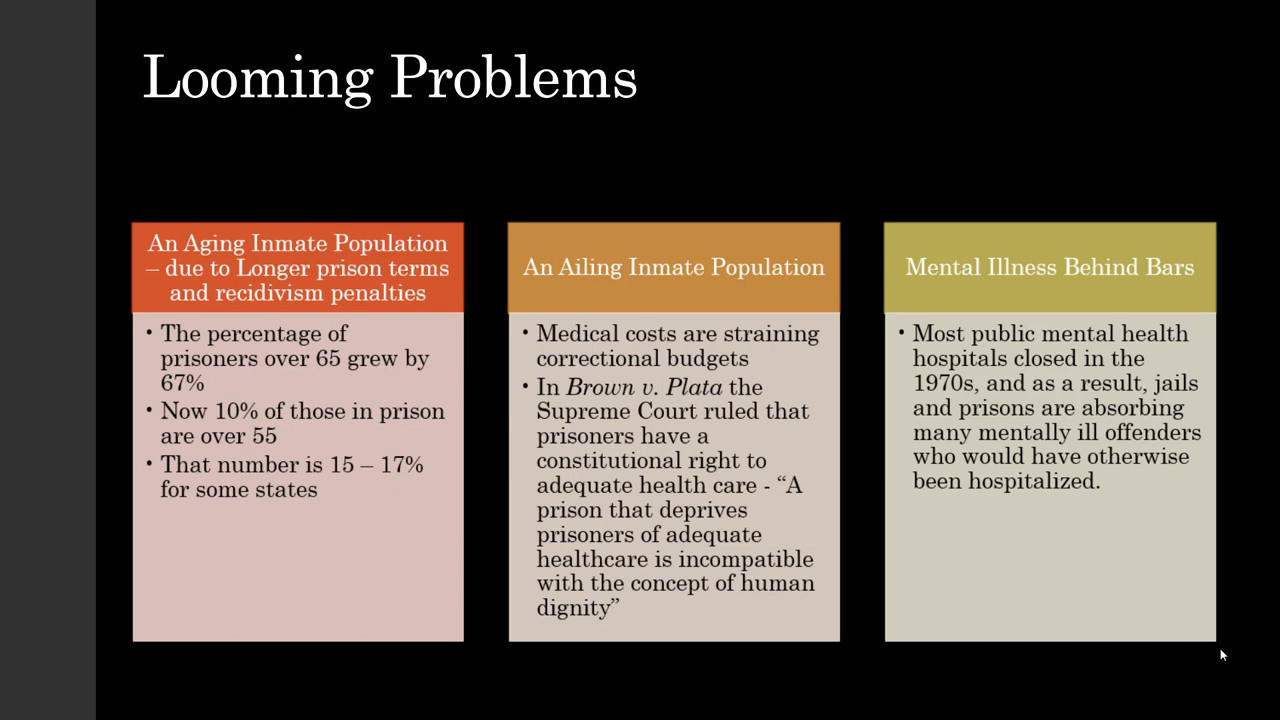 Looming Problems
An Aging Inmate Population
– due to Longer prison terms
and recidivism penalties
• The percentage of
prisoners over 65 grew by
67%
• Now 10% of those in prison
are over 55
• That number is 15 – 17%
for some states
An Ailing Inmate Population
• Medical costs are straining
correctional budgets
• In Brown v. Plata the
Supreme Court ruled that
prisoners have a
constitutional right to
adequate health care - “A
prison that deprives
prisoners of adequate
healthcare is incompatible
with the concept of human
dignity”
Mental Illness Behind Bars
• Most public mental health
hospitals closed in the
1970s, and as a result, jails
and prisons are absorbing
many mentally ill offenders
who would have otherwise
been hospitalized.